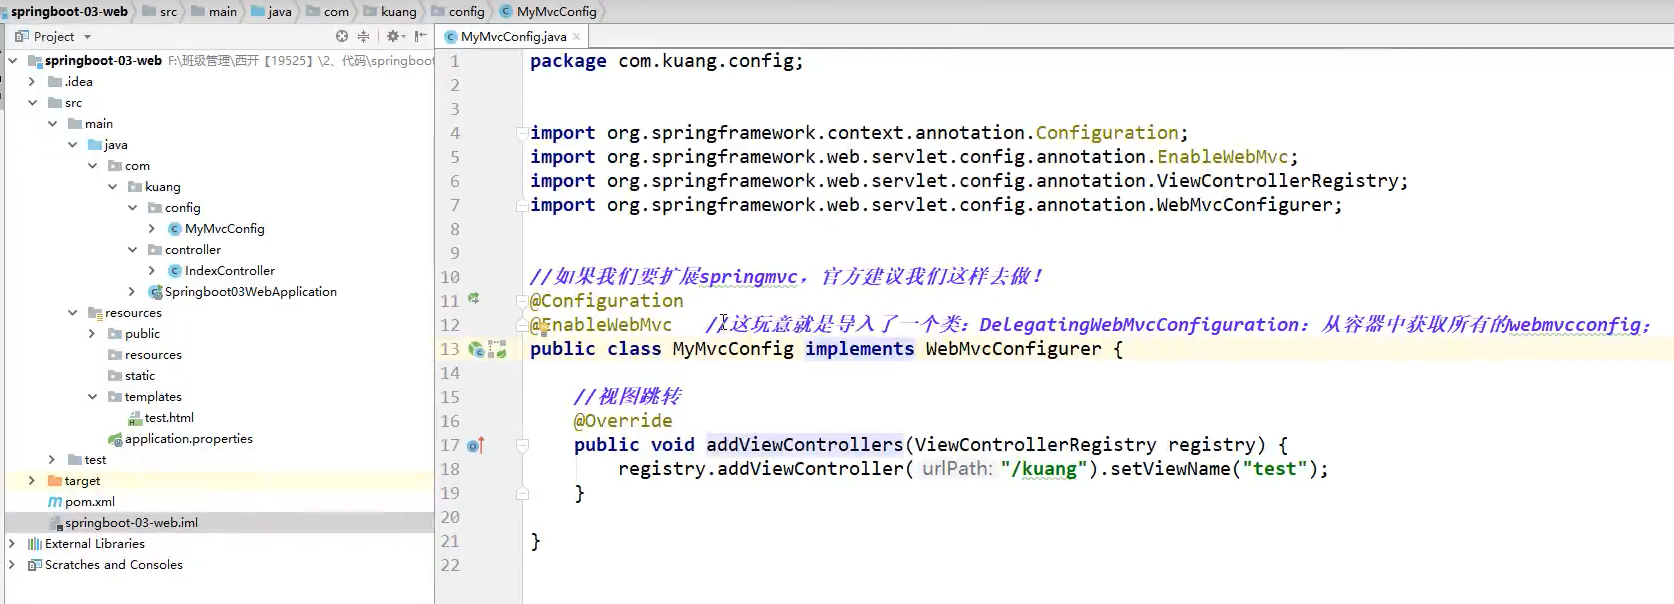 springboot-03-web src main java com kuang config MyMvcConfig
Project
MyMvcConfig.java
springboot-03-web F:\班级管理\西开【19525】\2、代码\springboot
.idea
src
main
java
com
kuang
config
MyMvcConfig
controller
IndexController
Springboot03WebApplication
resources
public
resources
static
templates
test.html
application.properties
test
target
pom.xml
springboot-03-web.iml
External Libraries
Scratches and Consoles
1 package com.kuang.config;
2
3
4 import org.springframework.context.annotation.Configuration;
5 import org.springframework.web.servlet.config.annotation.EnableWebMvc;
6 import org.springframework.web.servlet.config.annotation.ViewControllerRegistry;
7 import org.springframework.web.servlet.config.annotation.WebMvcConfigurer;
8
9
10 //如果我们要扩展springmvc，官方建议我们这样去做！
11 @Configuration
12 @EnableWebMvc //这玩意就是导入了一个类：DelegatingWebMvcConfiguration：从容器中获取所有的webmvcconfig；
13 public class MyMvcConfig implements WebMvcConfigurer {
14
15 //视图跳转
16 @Override
17 public void addViewControllers(ViewControllerRegistry registry) {
18 registry.addViewController( urlPath: "/kuang").setViewName("test");
19 }
20
21 }
22